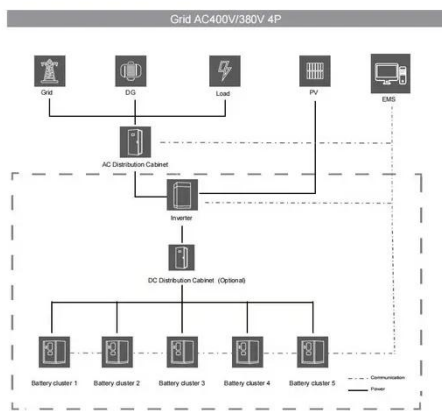 Grid AC400V/380V 4P
Grid
DG
Load
PV
EMS
AC Distribution Cabinet
Inverter
DC Distribution Cabinet (Optional)
Battery cluster 1
Battery cluster 2
Battery cluster 3
Battery cluster 4
Battery cluster 5
Communication
Power